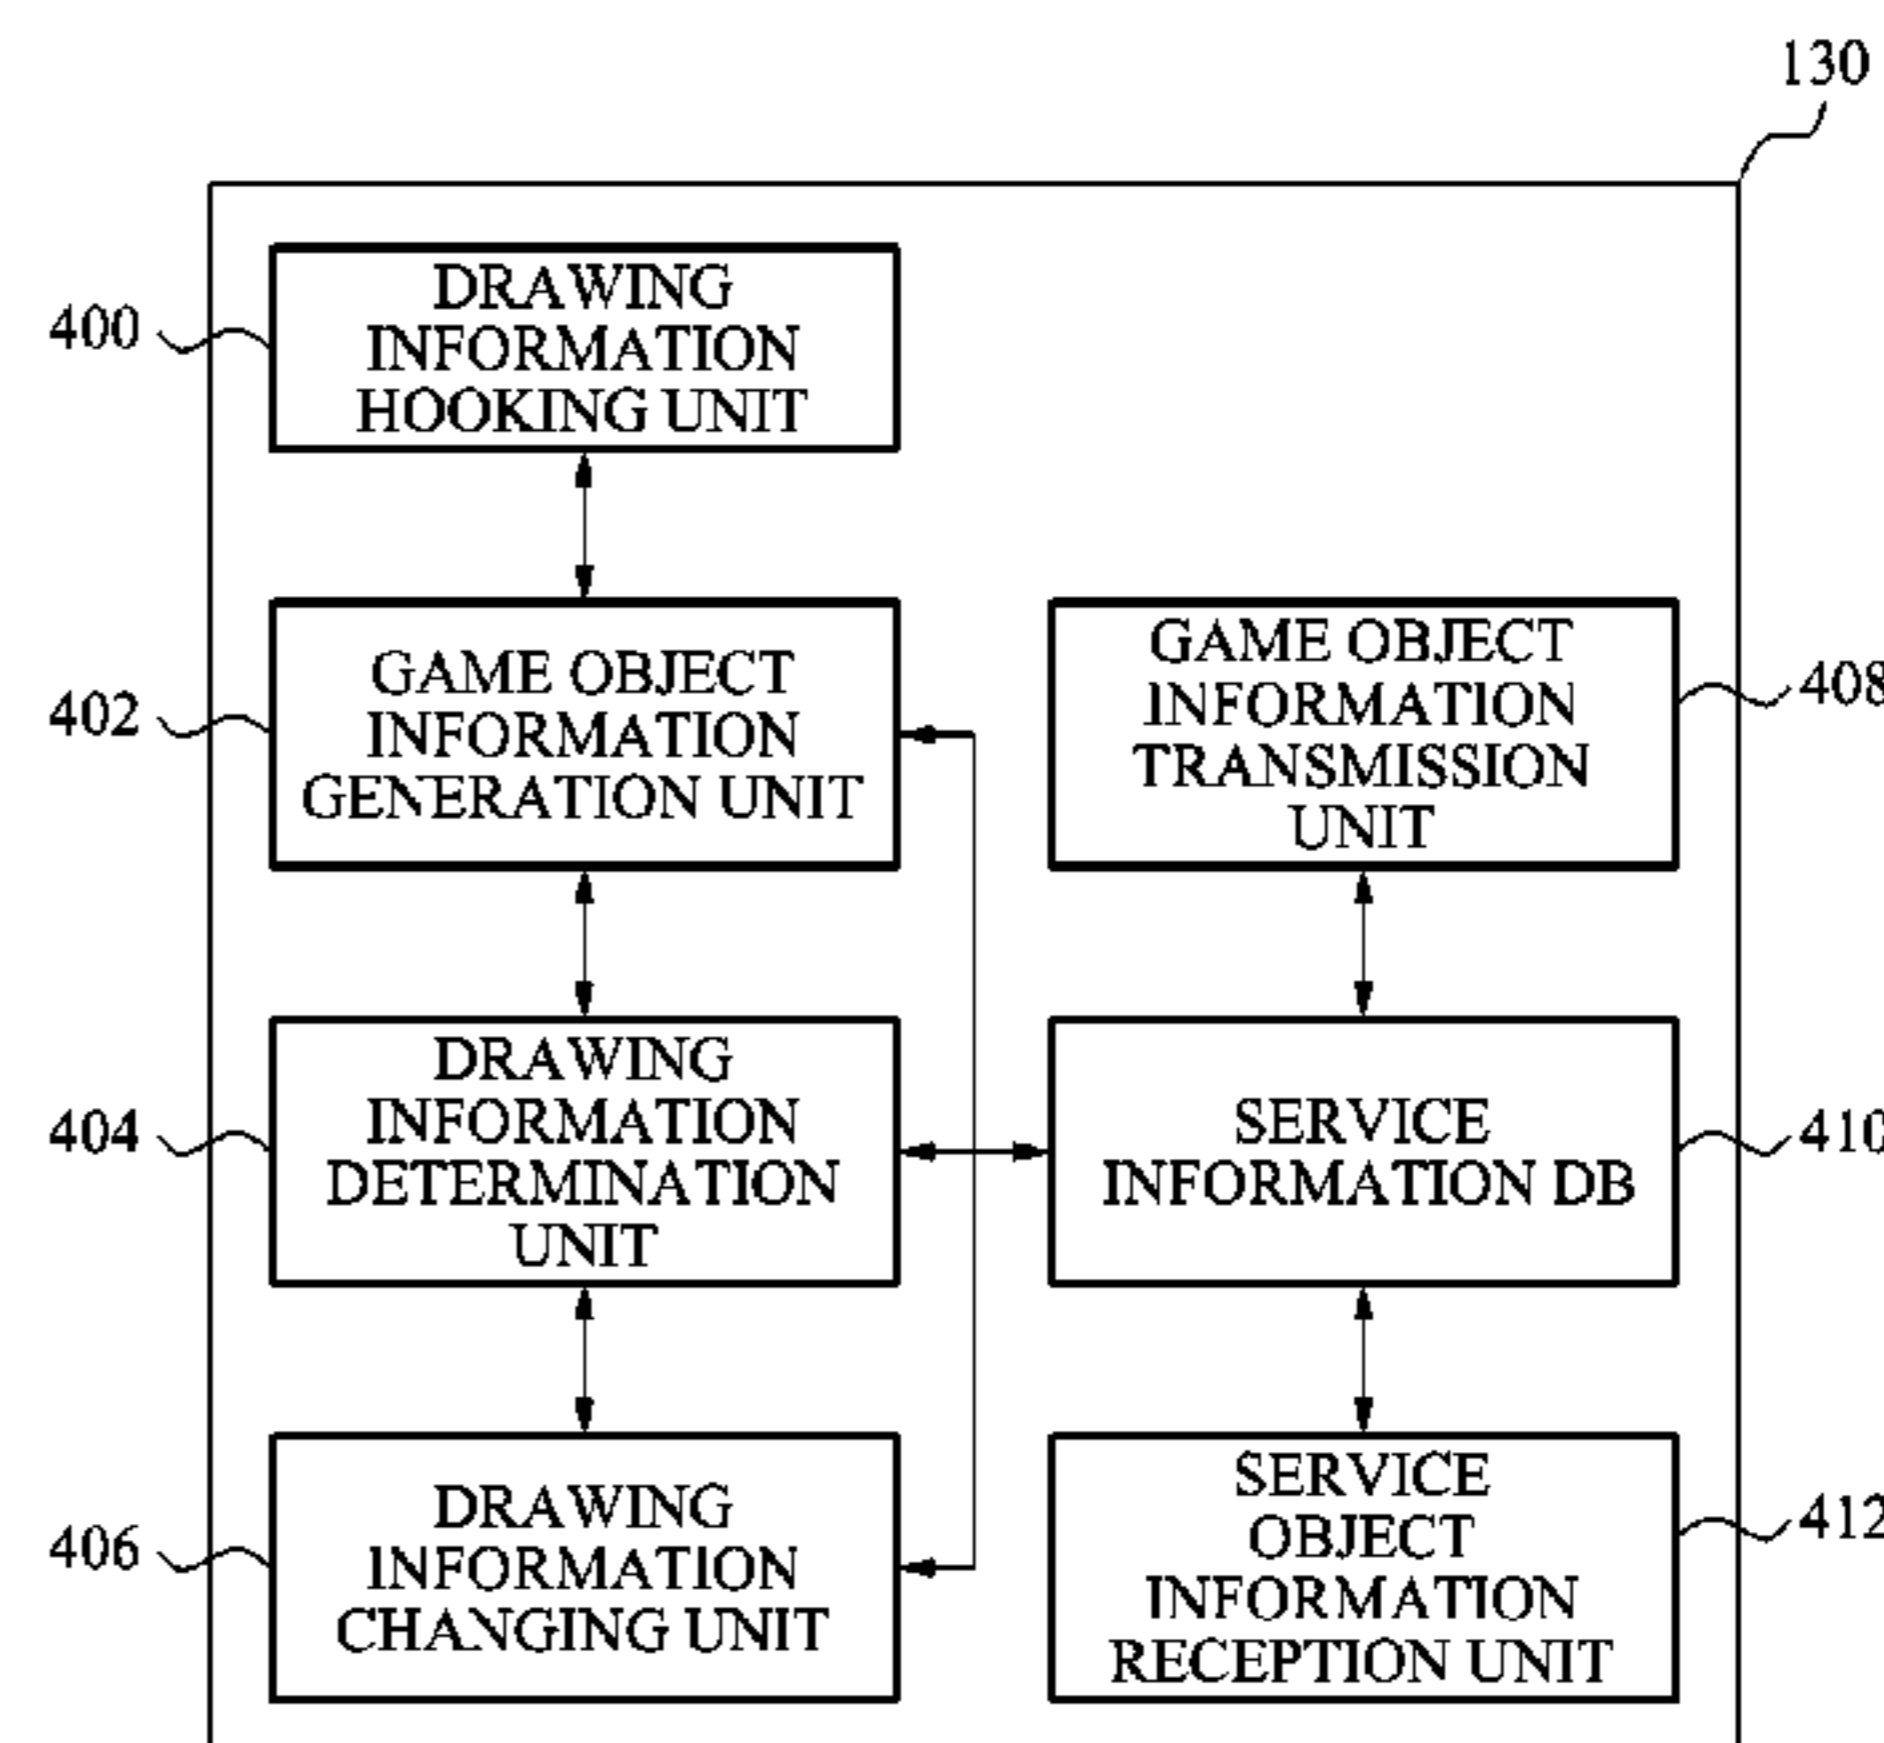 130
400
DRAWING
INFORMATION
HOOKING UNIT
402
GAME OBJECT
INFORMATION
GENERATION UNIT
GAME OBJECT
INFORMATION
TRANSMISSION
UNIT
408
404
DRAWING
INFORMATION
DETERMINATION
UNIT
SERVICE
INFORMATION DB
410
406
DRAWING
INFORMATION
CHANGING UNIT
SERVICE
OBJECT
INFORMATION
RECEPTION UNIT
412